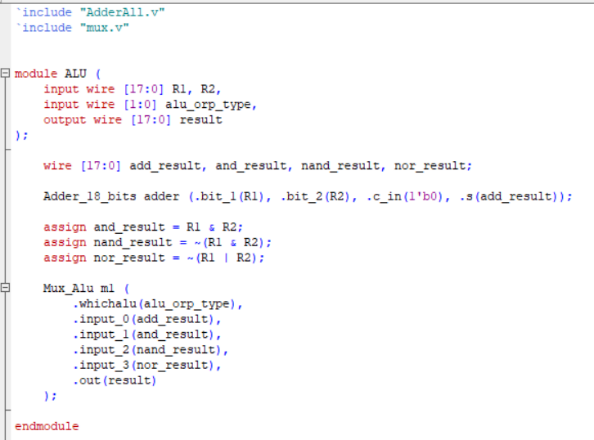 `include "AdderAll.v"
`include "mux.v"
module ALU (
input wire [17:0] R1, R2,
input wire [1:0] alu_orp_type,
output wire [17:0] result
);
wire [17:0] add_result, and_result, nand_result, nor_result;
Adder_18_bits adder (.bit_1(R1), .bit_2(R2), .c_in(1'b0), .s(add_result));
assign and_result = R1 & R2;
assign nand_result = ~(R1 & R2);
assign nor_result = ~(R1 | R2);
Mux_Alu m1 (
.whichalu(alu_orp_type),
.input_0(add_result),
.input_1(and_result),
.input_2(nand_result),
.input_3(nor_result),
.out(result)
);
endmodule